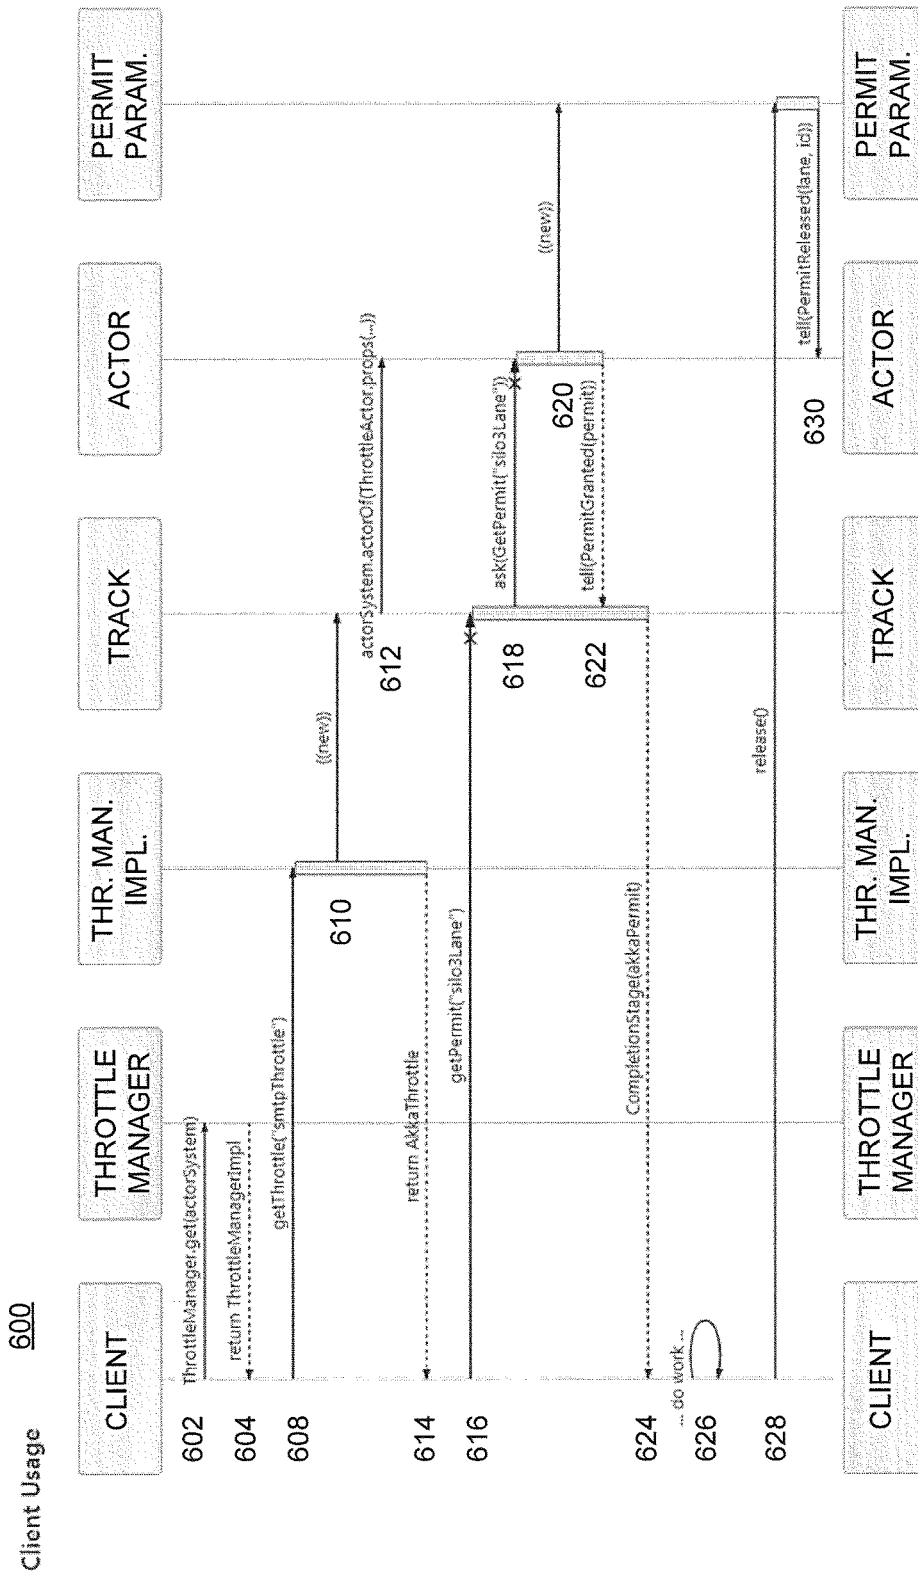 Client Usage
600
CLIENT
THROTTLE
MANAGER
THR. MAN.
IMPL.
TRACK
ACTOR
PERMIT
PARAM.
602
ThrottleManager.get(actorSystem)
604
return ThrottleManagerImpl
608
getThrottle("smtpThrottle")
610
((new))
612
actorSystem.actorOf(ThrottleActor.props(...))
614
return AkkaThrottle
616
getPermit("silo3Lane")
618
ask(GetPermit("silo3Lane"))
620
((new))
622
tell(PermitGranted(permit))
624
CompletionStage(akkaPermit)
... do work ...
626
628
release()
630
tell(PermitReleased(lane, id))
CLIENT
THROTTLE
MANAGER
THR. MAN.
IMPL.
TRACK
ACTOR
PERMIT
PARAM.